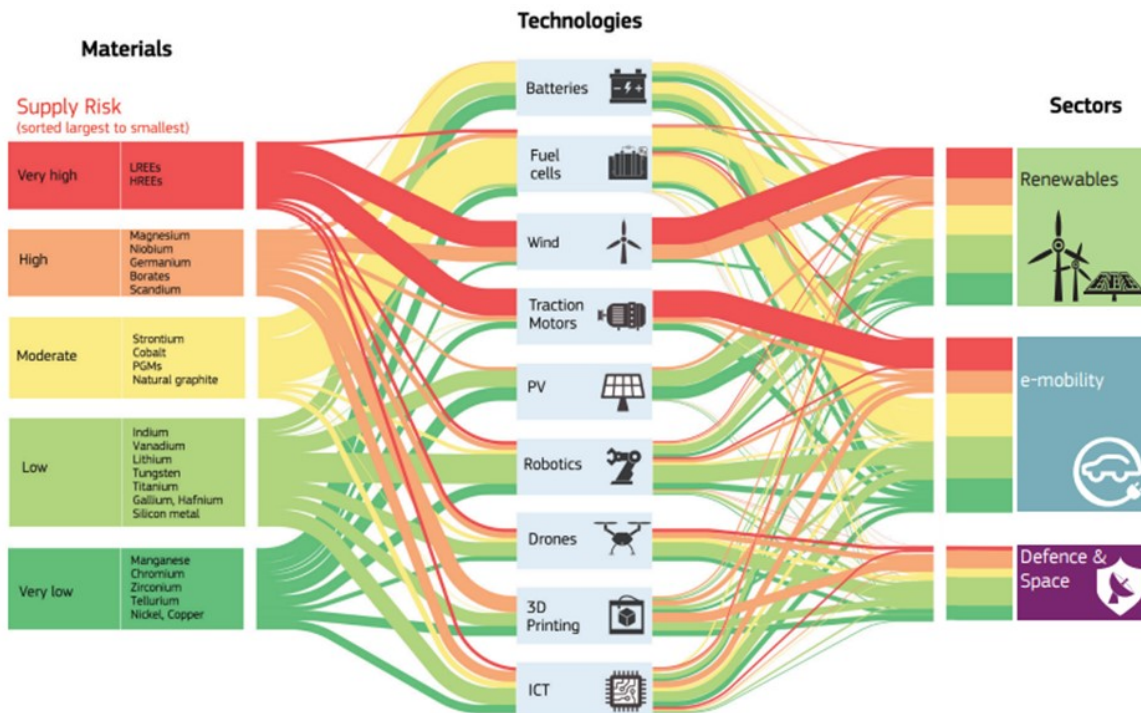 Technologies
Materials
Supply Risk
(sorted largest to smallest)
Sectors
Very high
LREEs
HREEs
High
Magnesium
Niobium
Germanium
Borates
Scandium
Moderate
Strontium
Cobalt
PGMs
Natural graphite
Low
Indium
Vanadium
Lithium
Tungsten
Titanium
Gallium, Hafnium
Silicon metal
Very low
Manganese
Chromium
Zirconium
Tellurium
Nickel, Copper
Batteries
Fuel
cells
Wind
Traction
Motors
PV
Robotics
Drones
3D
Printing
ICT
Renewables
e-mobility
Defence &
Space